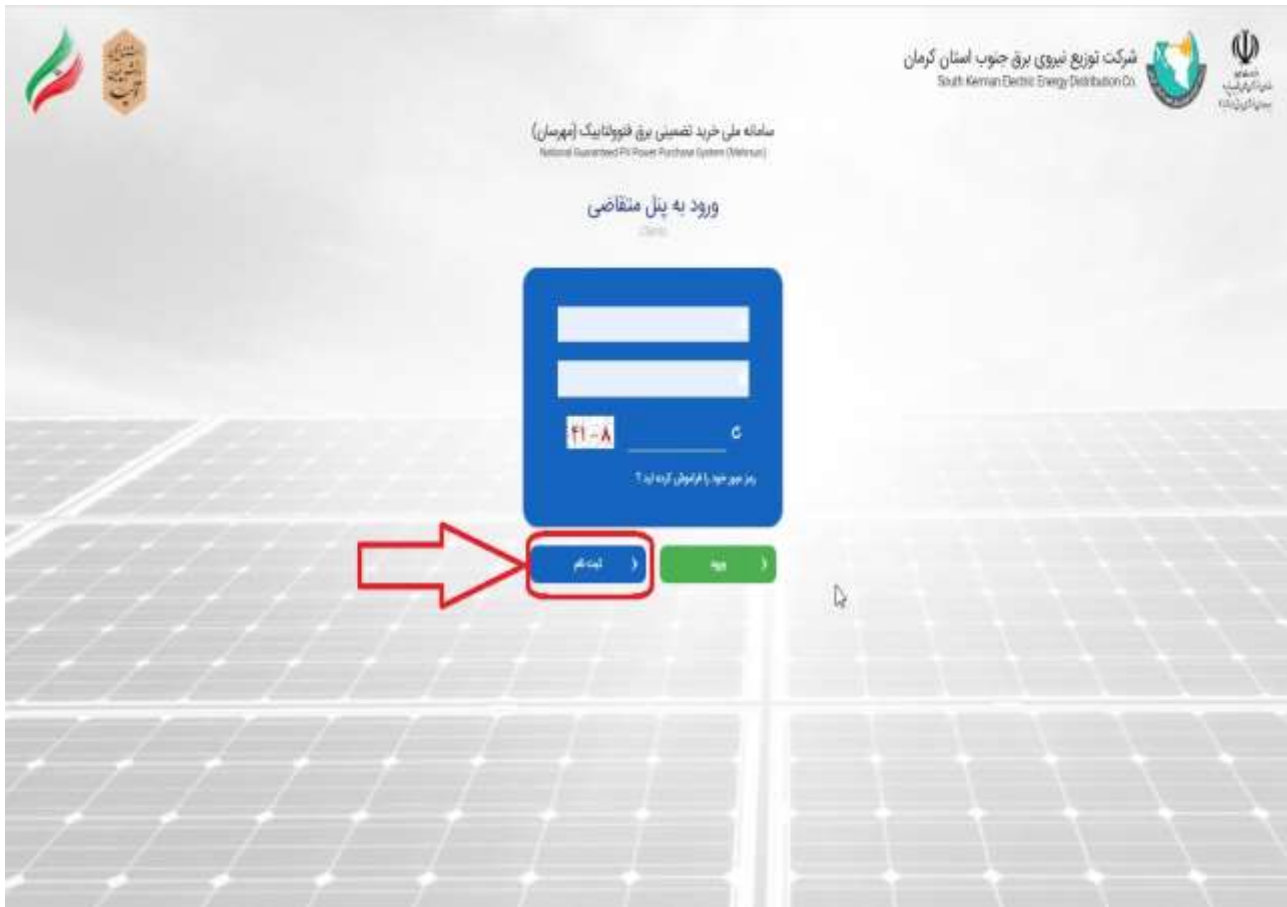 شرکت توزیع نیروی برق جنوب استان کرمان
South Kerman Electric Energy Distribution Co.
سامانه ملی خرید تضمینی برق فتوولتاییک (مهرسان)
National Guaranteed PV Power Purchase System (Mehrsun)
ورود به پنل متقاضی
۴۱ - ۸
رمز عبور خود را فراموش کرده اید ؟
ورود
ثبت نام